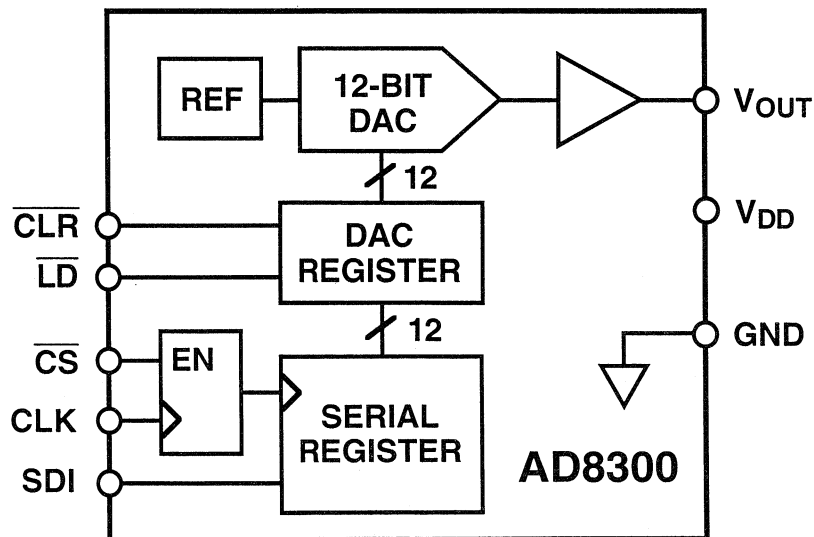 REF
12-BIT
DAC
VOUT
12
CLR
DAC
REGISTER
VDD
LD
12
GND
CS
EN
CLK
SERIAL
REGISTER
SDI
AD8300